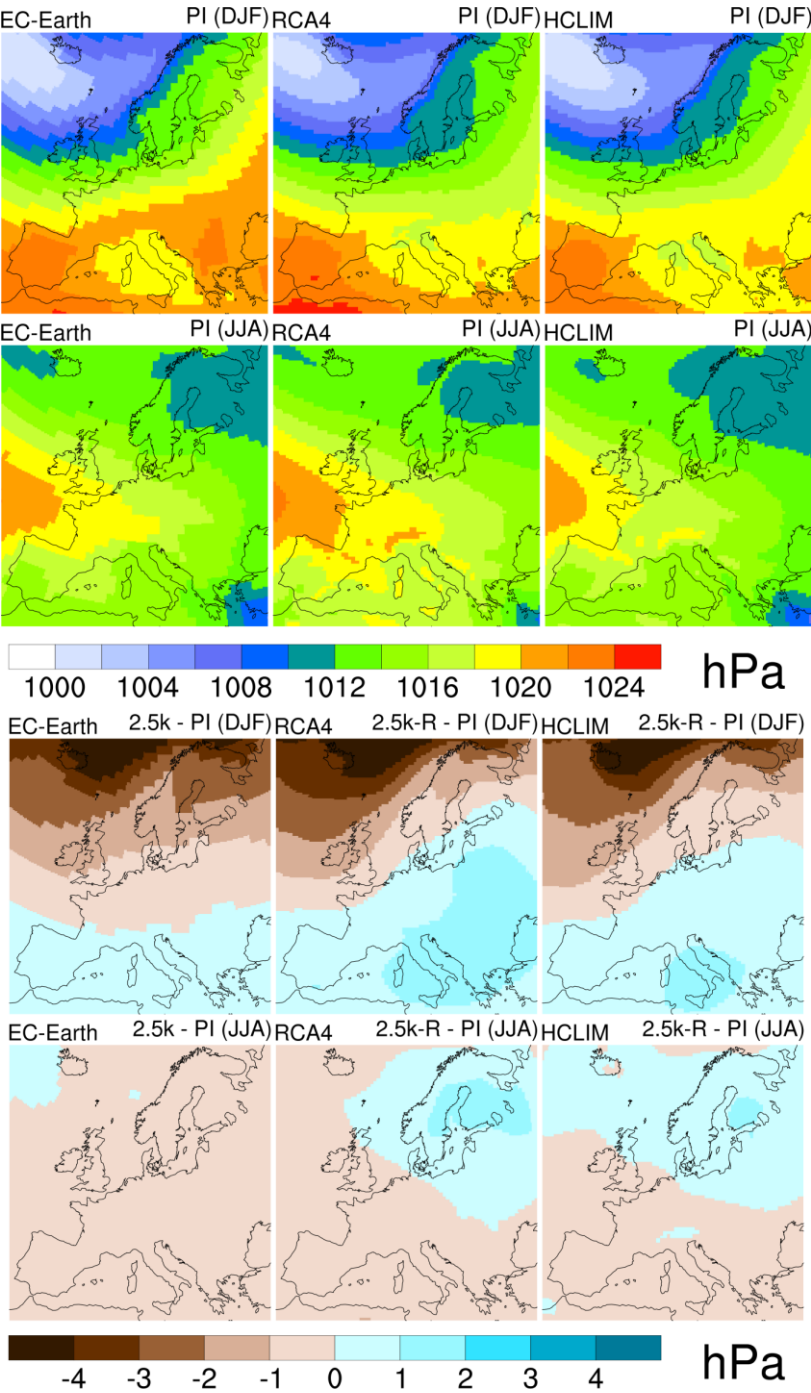 EC-Earth PI (DJF) RCA4 PI (DJF) HCLIM PI (DJF)
EC-Earth PI (JJA) RCA4 PI (JJA) HCLIM PI (JJA)
1000 1004 1008 1012 1016 1020 1024 hPa
EC-Earth 2.5k - PI (DJF) RCA4 2.5k-R - PI (DJF) HCLIM 2.5k-R - PI (DJF)
EC-Earth 2.5k - PI (JJA) RCA4 2.5k-R - PI (JJA) HCLIM 2.5k-R - PI (JJA)
-4 -3 -2 -1 0 1 2 3 4 hPa